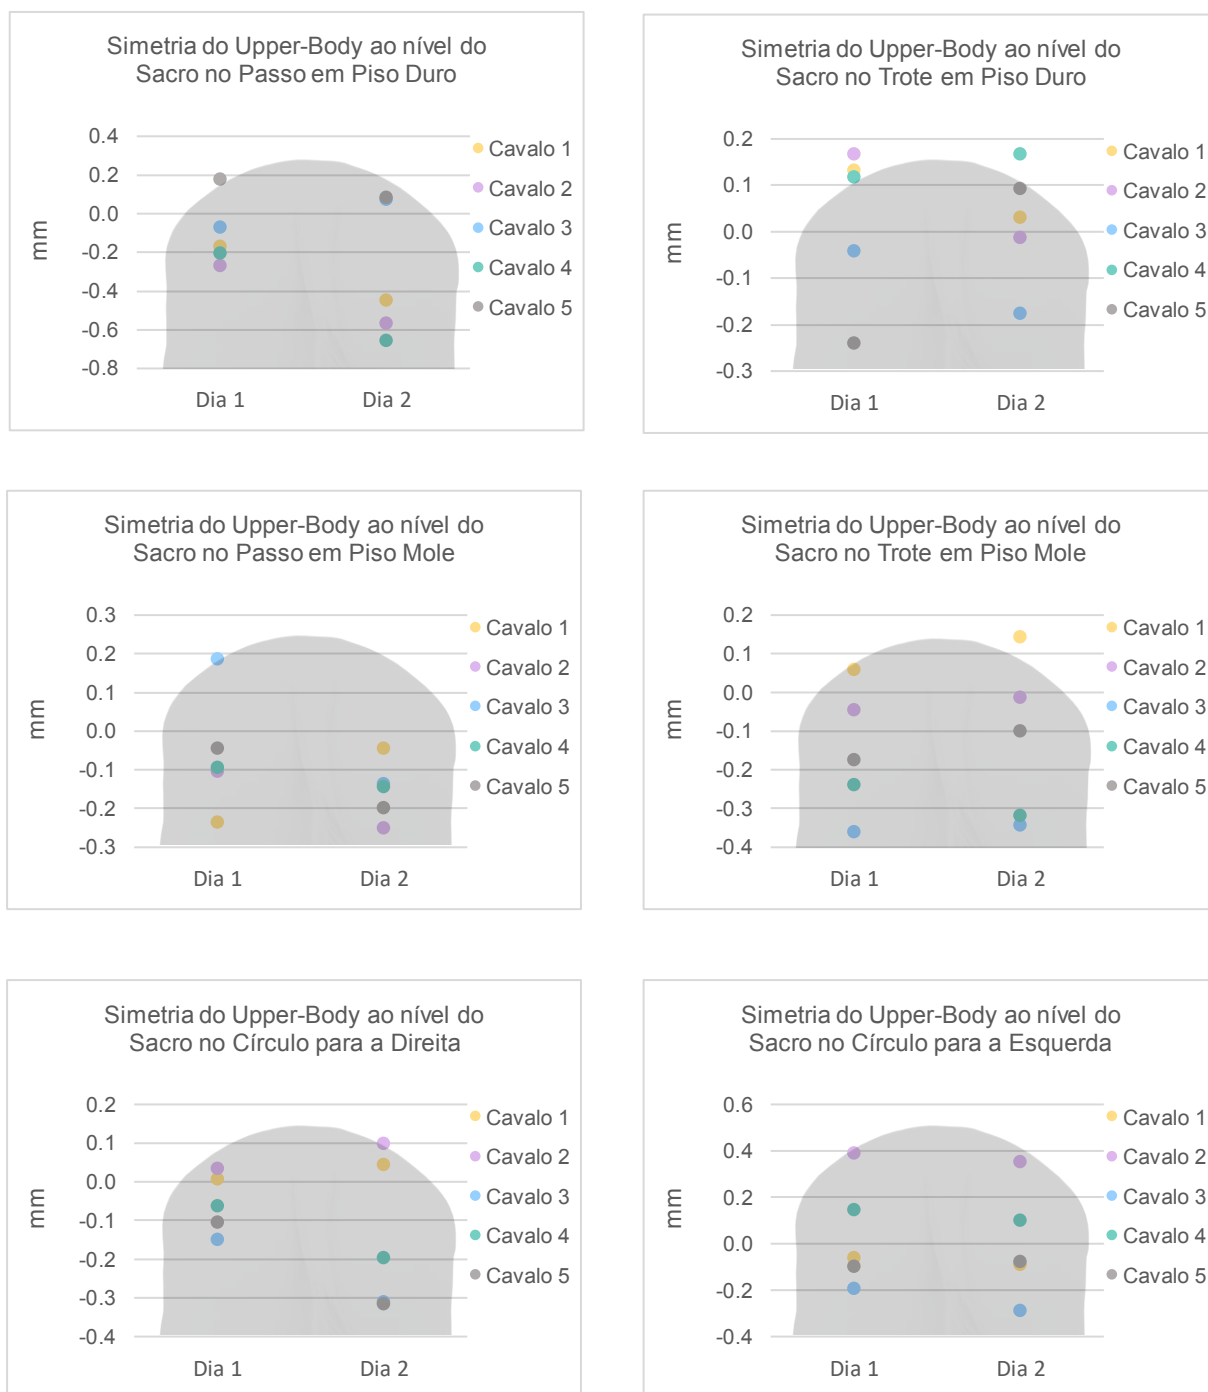 Simetria do Upper-Body ao nível do
Sacro no Passo em Piso Duro
0.4
0.2
0.0
-0.2
-0.4
-0.6
-0.8
mm
Dia 1
Dia 2
Cavalo 1
Cavalo 2
Cavalo 3
Cavalo 4
Cavalo 5
Simetria do Upper-Body ao nível do
Sacro no Trote em Piso Duro
0.2
0.1
0.0
-0.1
-0.2
-0.3
mm
Dia 1
Dia 2
Cavalo 1
Cavalo 2
Cavalo 3
Cavalo 4
Cavalo 5
Simetria do Upper-Body ao nível do
Sacro no Passo em Piso Mole
0.3
0.2
0.1
0.0
-0.1
-0.2
-0.3
mm
Dia 1
Dia 2
Cavalo 1
Cavalo 2
Cavalo 3
Cavalo 4
Cavalo 5
Simetria do Upper-Body ao nível do
Sacro no Trote em Piso Mole
0.2
0.1
0.0
-0.1
-0.2
-0.3
-0.4
mm
Dia 1
Dia 2
Cavalo 1
Cavalo 2
Cavalo 3
Cavalo 4
Cavalo 5
Simetria do Upper-Body ao nível do
Sacro no Círculo para a Direita
0.2
0.1
0.0
-0.1
-0.2
-0.3
-0.4
mm
Dia 1
Dia 2
Cavalo 1
Cavalo 2
Cavalo 3
Cavalo 4
Cavalo 5
Simetria do Upper-Body ao nível do
Sacro no Círculo para a Esquerda
0.6
0.4
0.2
0.0
-0.2
-0.4
mm
Dia 1
Dia 2
Cavalo 1
Cavalo 2
Cavalo 3
Cavalo 4
Cavalo 5